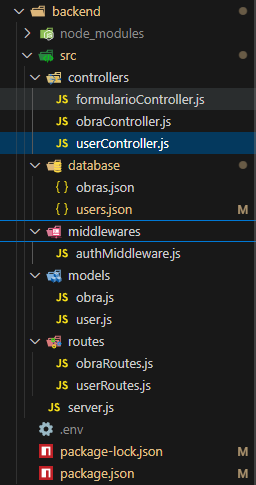 backend
node_modules
src
controllers
JS formularioController.js
JS obraController.js
JS userController.js
database
{} obras.json
{} users.json M
middlewares
JS authMiddleware.js
models
JS obra.js
JS user.js
routes
JS obraRoutes.js
JS userRoutes.js
JS server.js
.env
package-lock.json M
package.json M